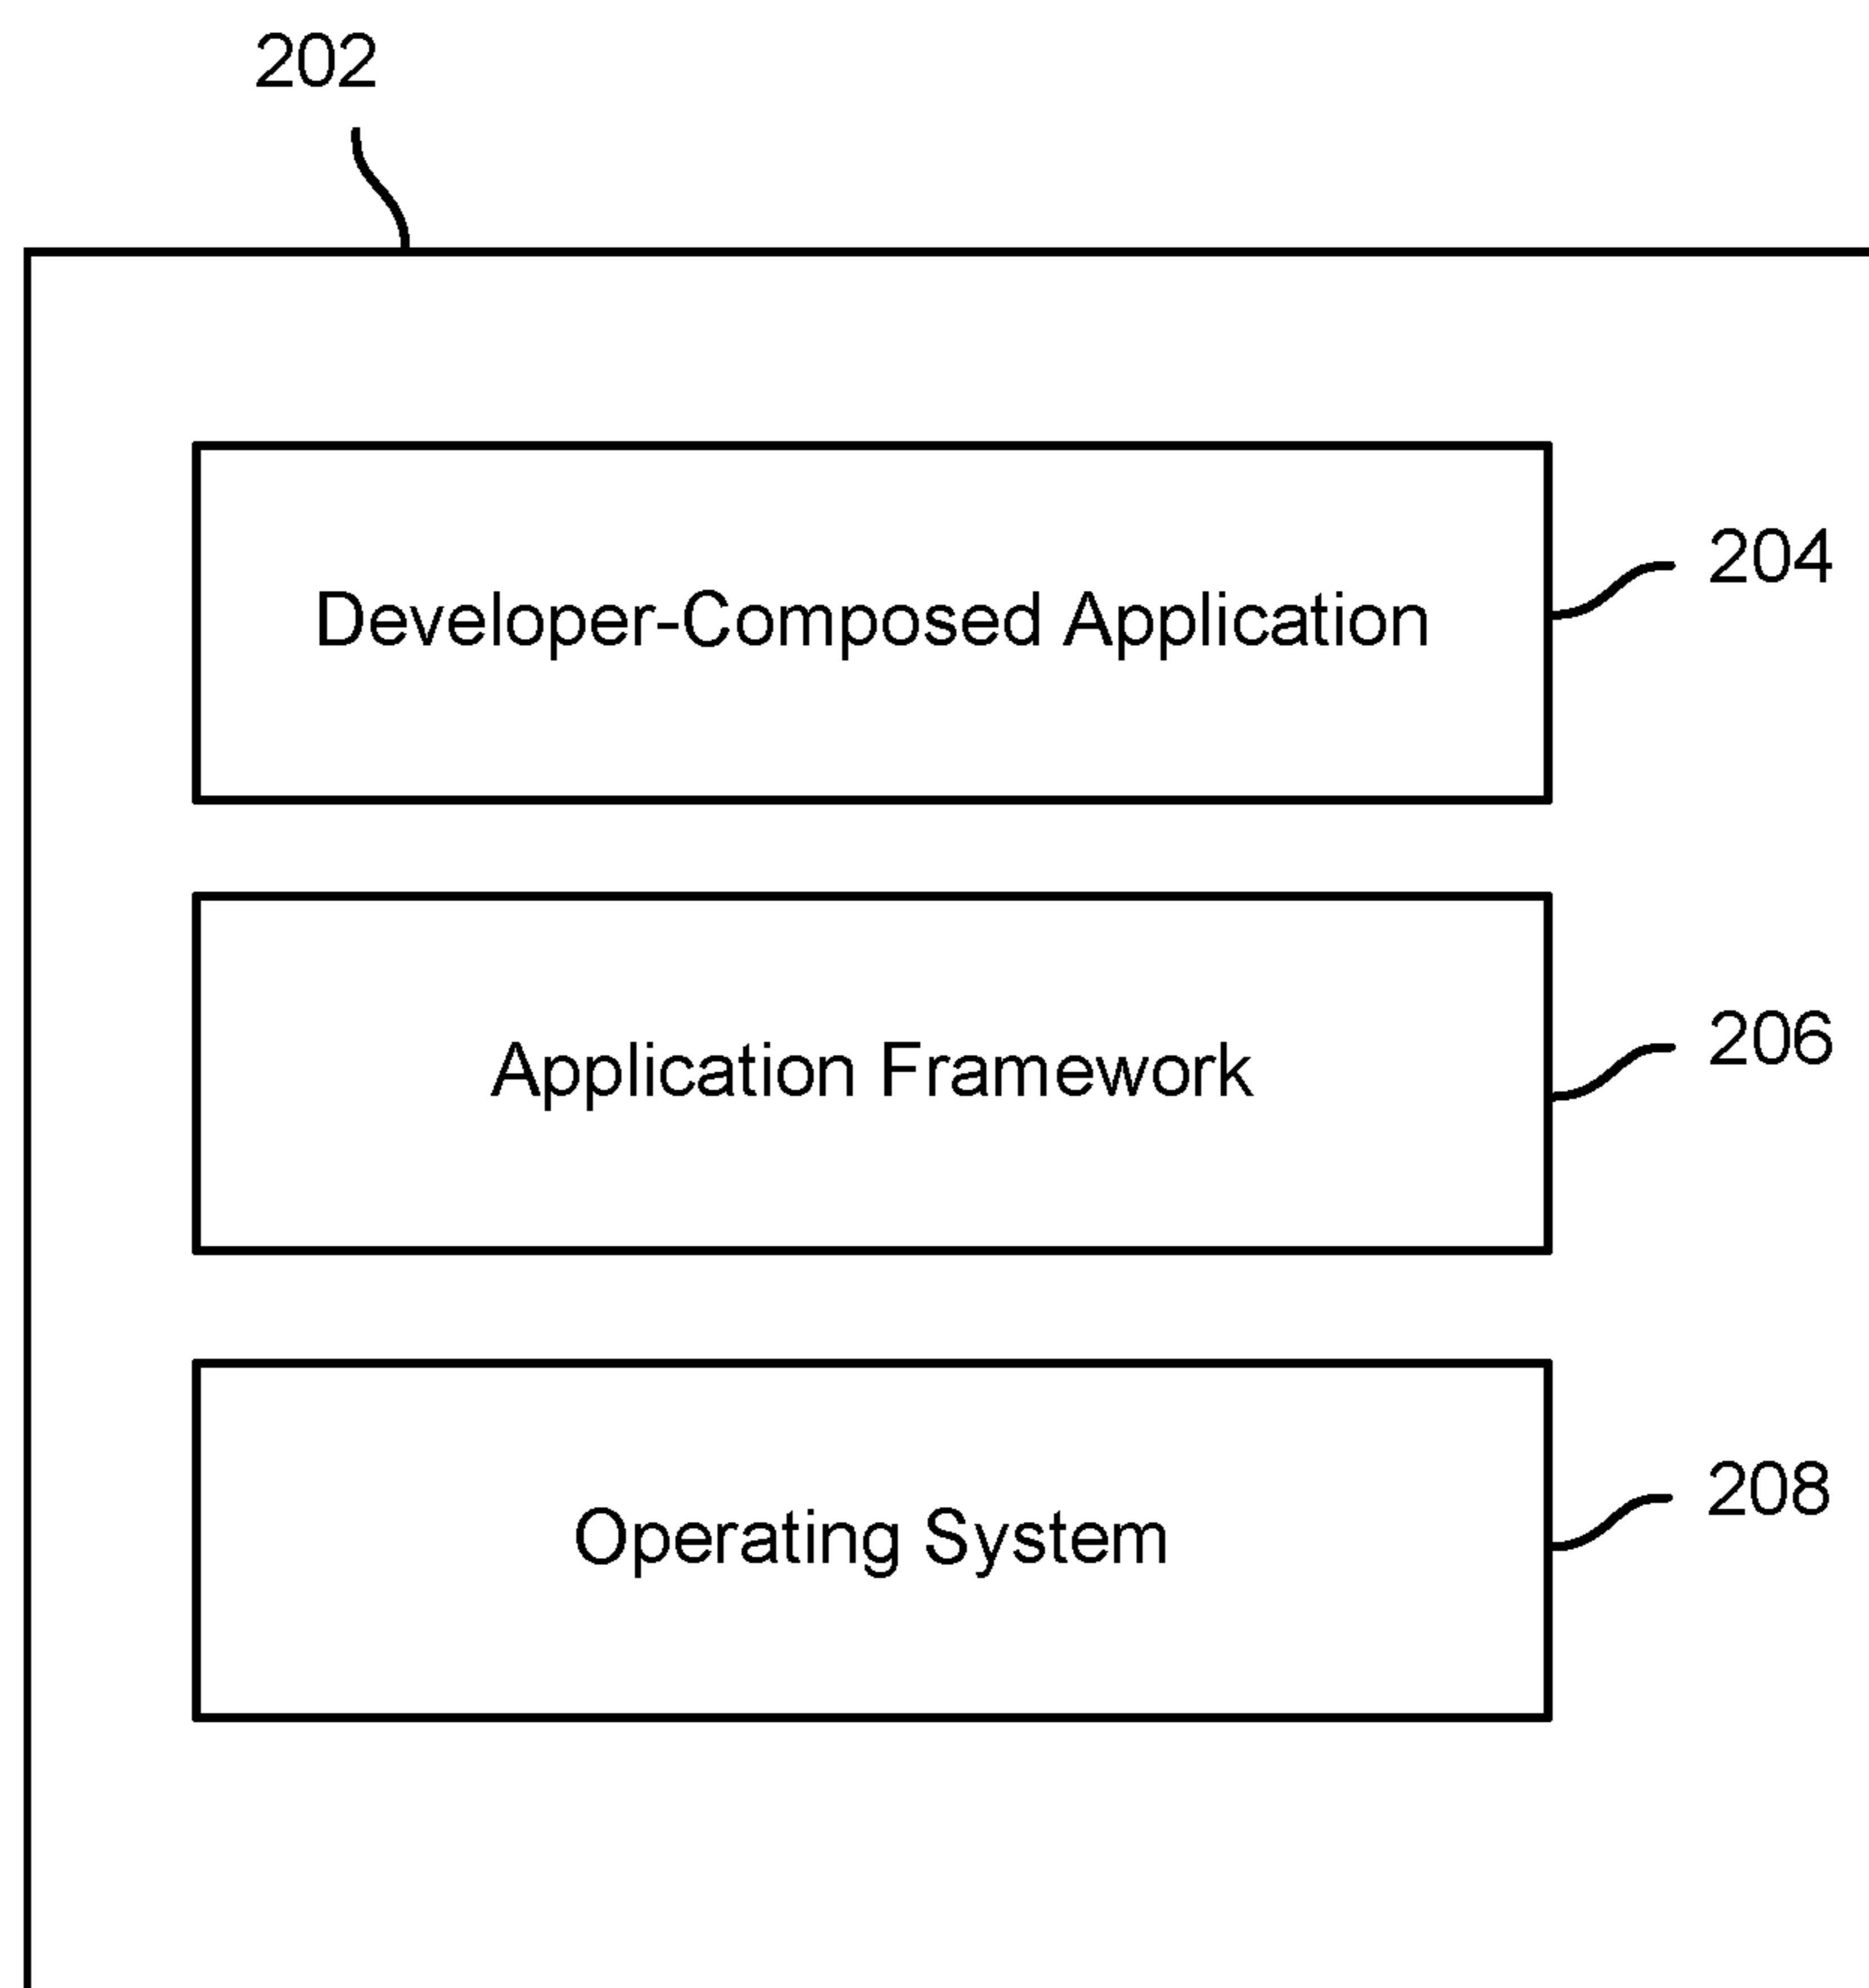 202
Developer-Composed Application
204
Application Framework
206
Operating System
208